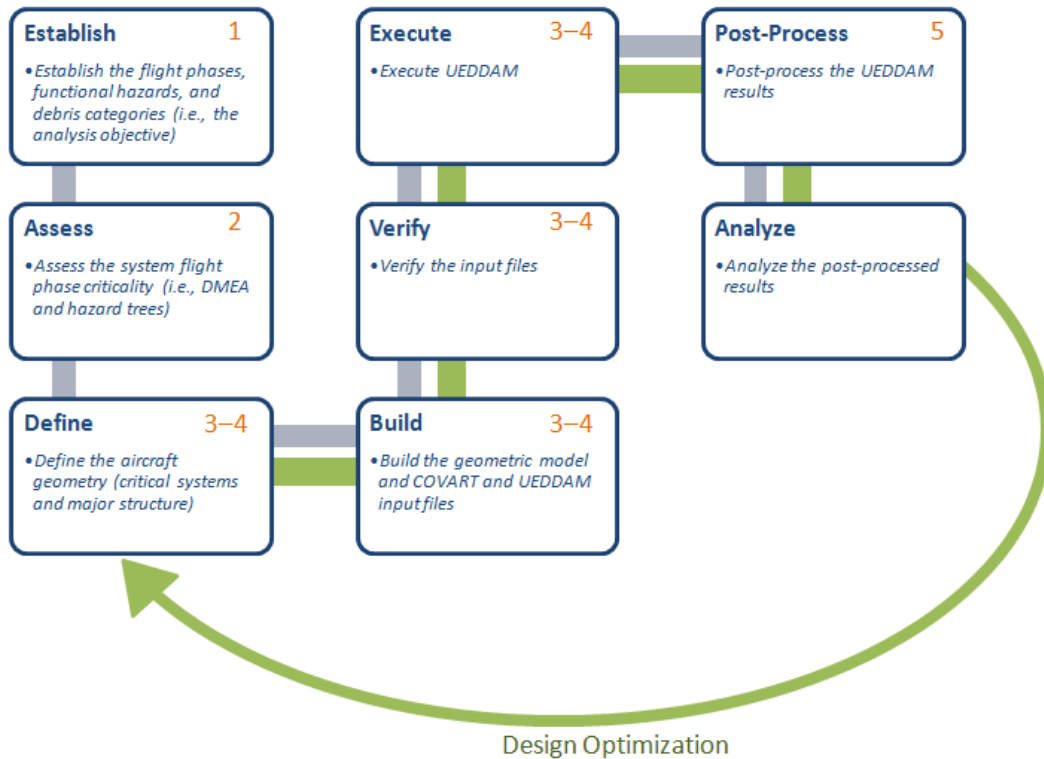 Establish 1
•Establish the flight phases,
functional hazards, and
debris categories (i.e., the
analysis objective)
Assess 2
•Assess the system flight
phase criticality (i.e., DMEA
and hazard trees)
Define 3–4
•Define the aircraft
geometry (critical systems
and major structure)
Build 3–4
•Build the geometric model
and COVART and UEDDAM
input files
Verify 3–4
•Verify the input files
Execute 3–4
•Execute UEDDAM
Post-Process 5
•Post-process the UEDDAM
results
Analyze
•Analyze the post-processed
results
Design Optimization